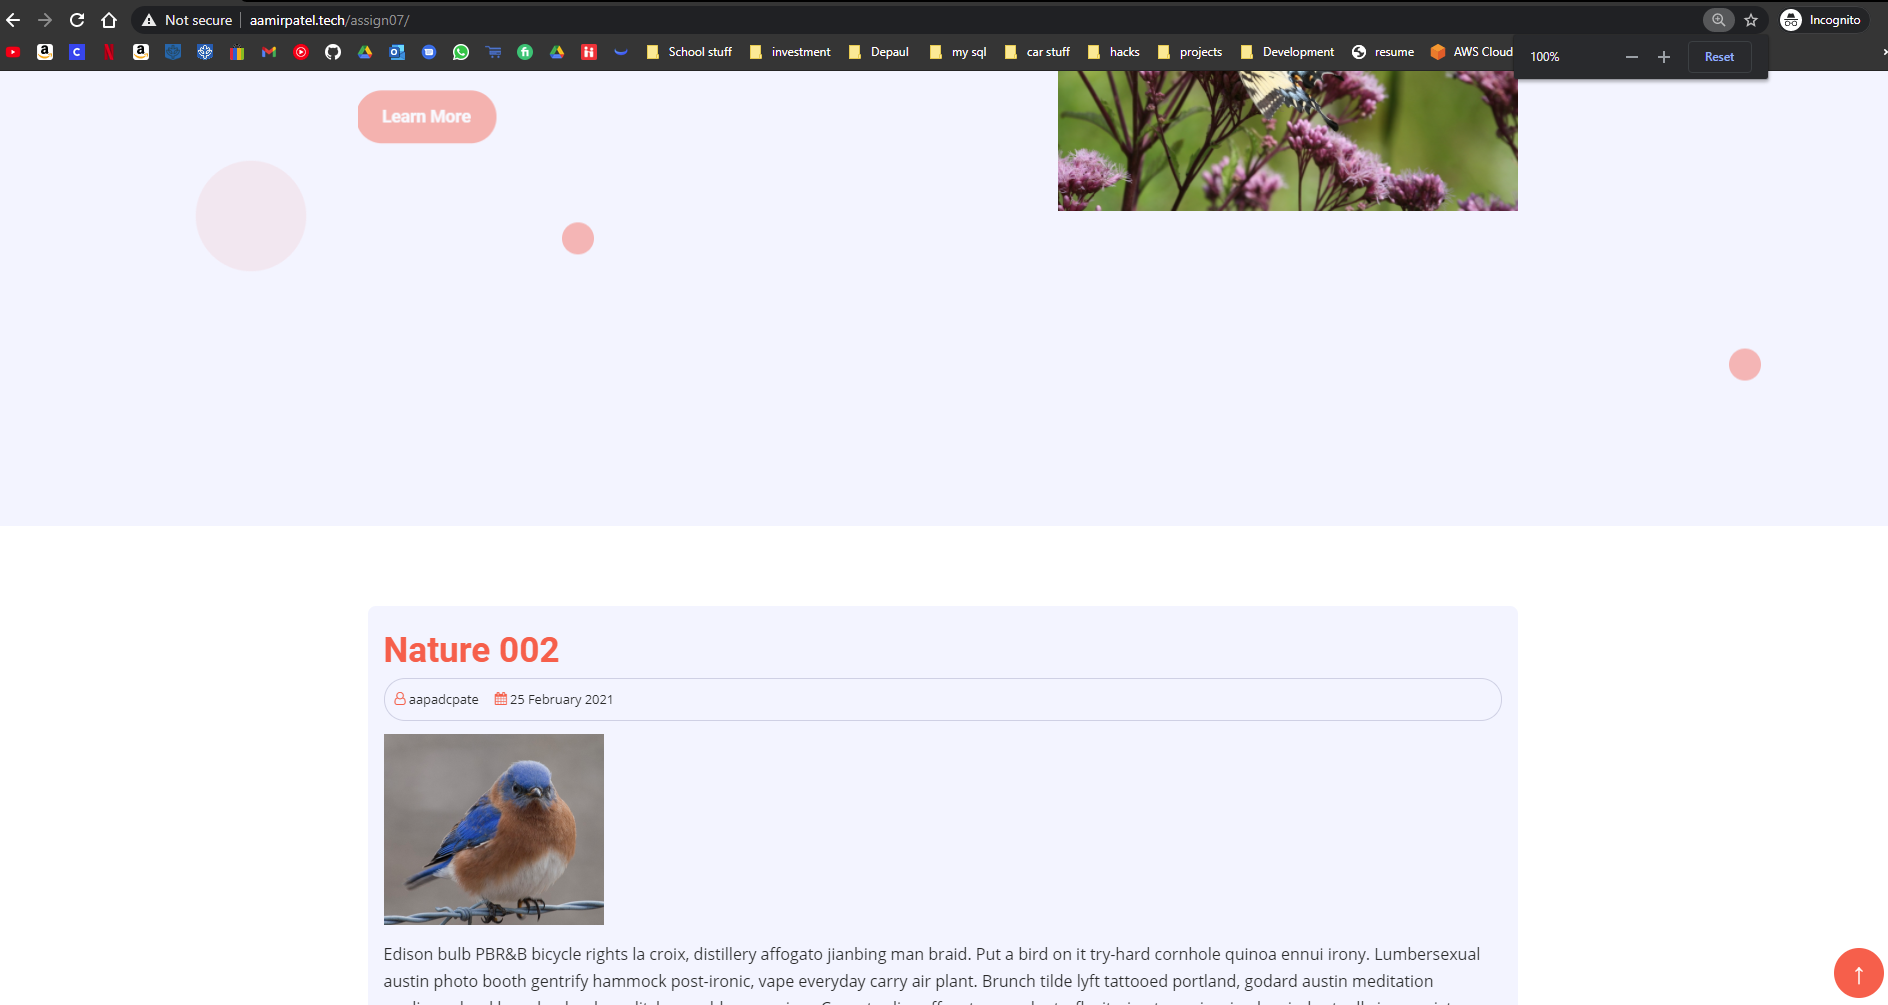 Not secure aamirpatel.tech/assign07/ Incognito
School stuff investment Depaul my sql car stuff hacks projects Development resume AWS Cloud
100% Reset
Learn More
Nature 002
aapadcpate 25 February 2021
Edison bulb PBR&B bicycle rights la croix, distillery affogato jianbing man braid. Put a bird on it try-hard cornhole quinoa ennui irony. Lumbersexual
austin photo booth gentrify hammock post-ironic, vape everyday carry air plant. Brunch tilde lyft tattooed portland, godard austin meditation